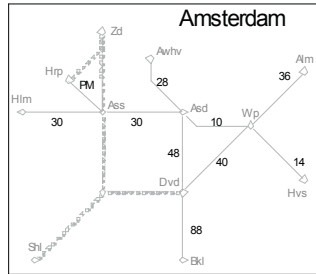 Amsterdam
Zd
Awhv
Alm
Hrp
PM
28
36
Hlm
Ass
Asd
Wp
30
30
10
48
40
14
Dvd
Hvs
88
Shl
Bkl